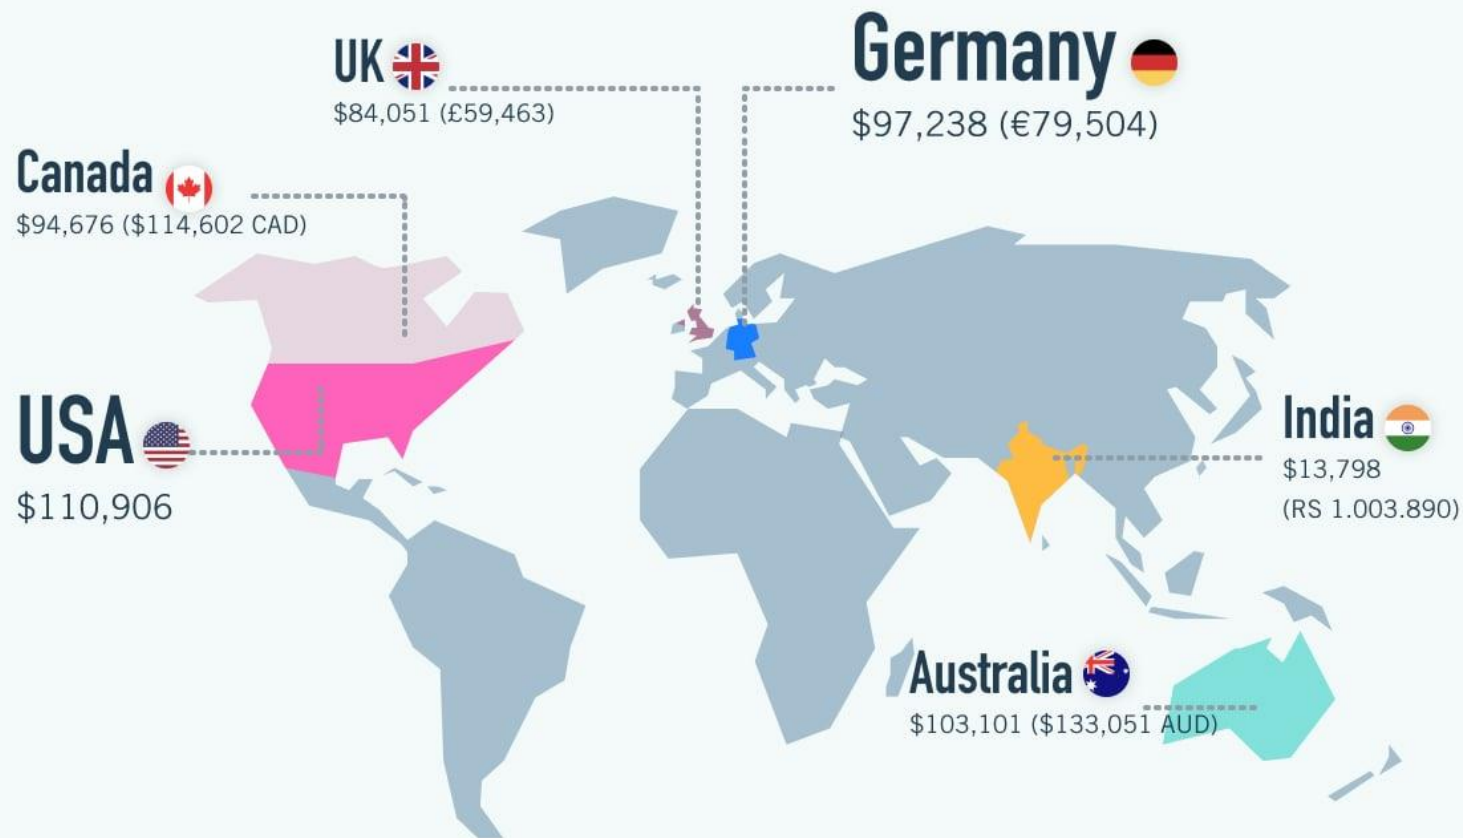 UK
$84,051 (£59,463)
Germany
$97,238 (€79,504)
Canada
$94,676 ($114,602 CAD)
USA
$110,906
India
$13,798
(RS 1.003.890)
Australia
$103,101 ($133,051 AUD)